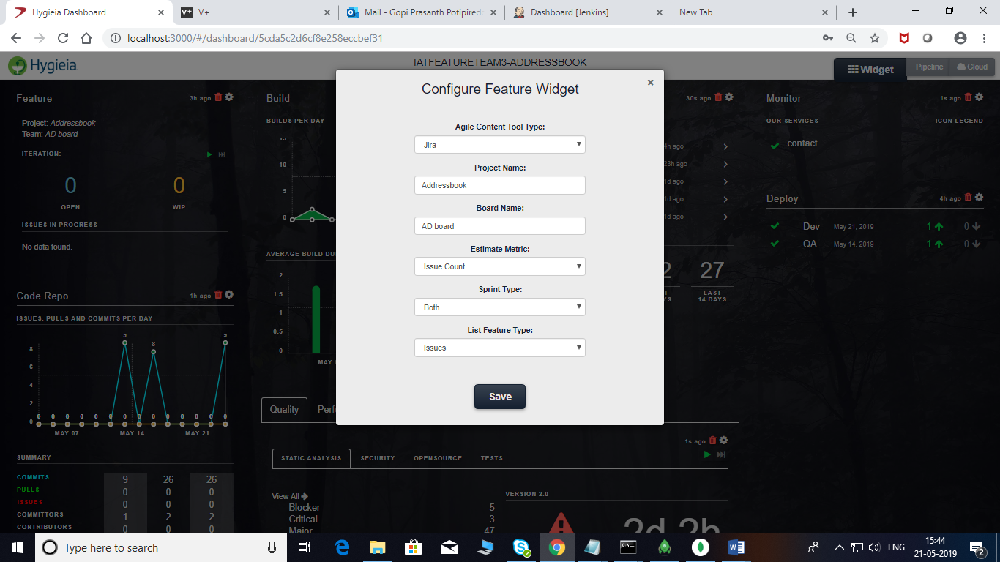 Hygieia Dashboard
V+
V+
Mail - Gopi Prasanth Potipiredd
Dashboard [Jenkins]
New Tab
localhost:3000/#/dashboard/5cda5c2d6cf8e258eccbef31
Hygieia
IATFEATURETEAM3-ADDRESSBOOK
Widget
Pipeline
Cloud
Feature
3h ago
Project: Addressbook
Team: AD board
ITERATION:
0
0
OPEN
WIP
ISSUES IN PROGRESS
No data found.
Code Repo
1h ago
ISSUES, PULLS AND COMMITS PER DAY
8
6
4
2
0
9
8
9
0 0 0 0 0 0 0 0 0 0 0 0 0 0
MAY 07
MAY 14
MAY 21
SUMMARY
COMMITS 9 26 26
PULLS 0 0 0
ISSUES 0 0 0
COMMITTORS 1 2 2
CONTRIBUTORS 0 0 0
Build
BUILDS PER DAY
15
10
5
0
AVERAGE BUILD DU
2
1.5
1
0.5
0
MAY
Configure Feature Widget
×
Agile Content Tool Type:
Jira
Project Name:
Addressbook
Board Name:
AD board
Estimate Metric:
Issue Count
Sprint Type:
Both
List Feature Type:
Issues
Save
30s ago
4h ago
23h ago
1d ago
1d ago
1d ago
2
27
LAST
14 DAYS
YS
Monitor
1s ago
OUR SERVICES
ICON LEGEND
contact
Deploy
4h ago
Dev May 21, 2019 1 0
QA May 14, 2019 1 0
Quality
Perf
1s ago
STATIC ANALYSIS
SECURITY
OPENSOURCE
TESTS
View All
Blocker 5
Critical 3
Major 47
VERSION 2.0
2d 2h
Type here to search
ENG
15:44
21-05-2019
2